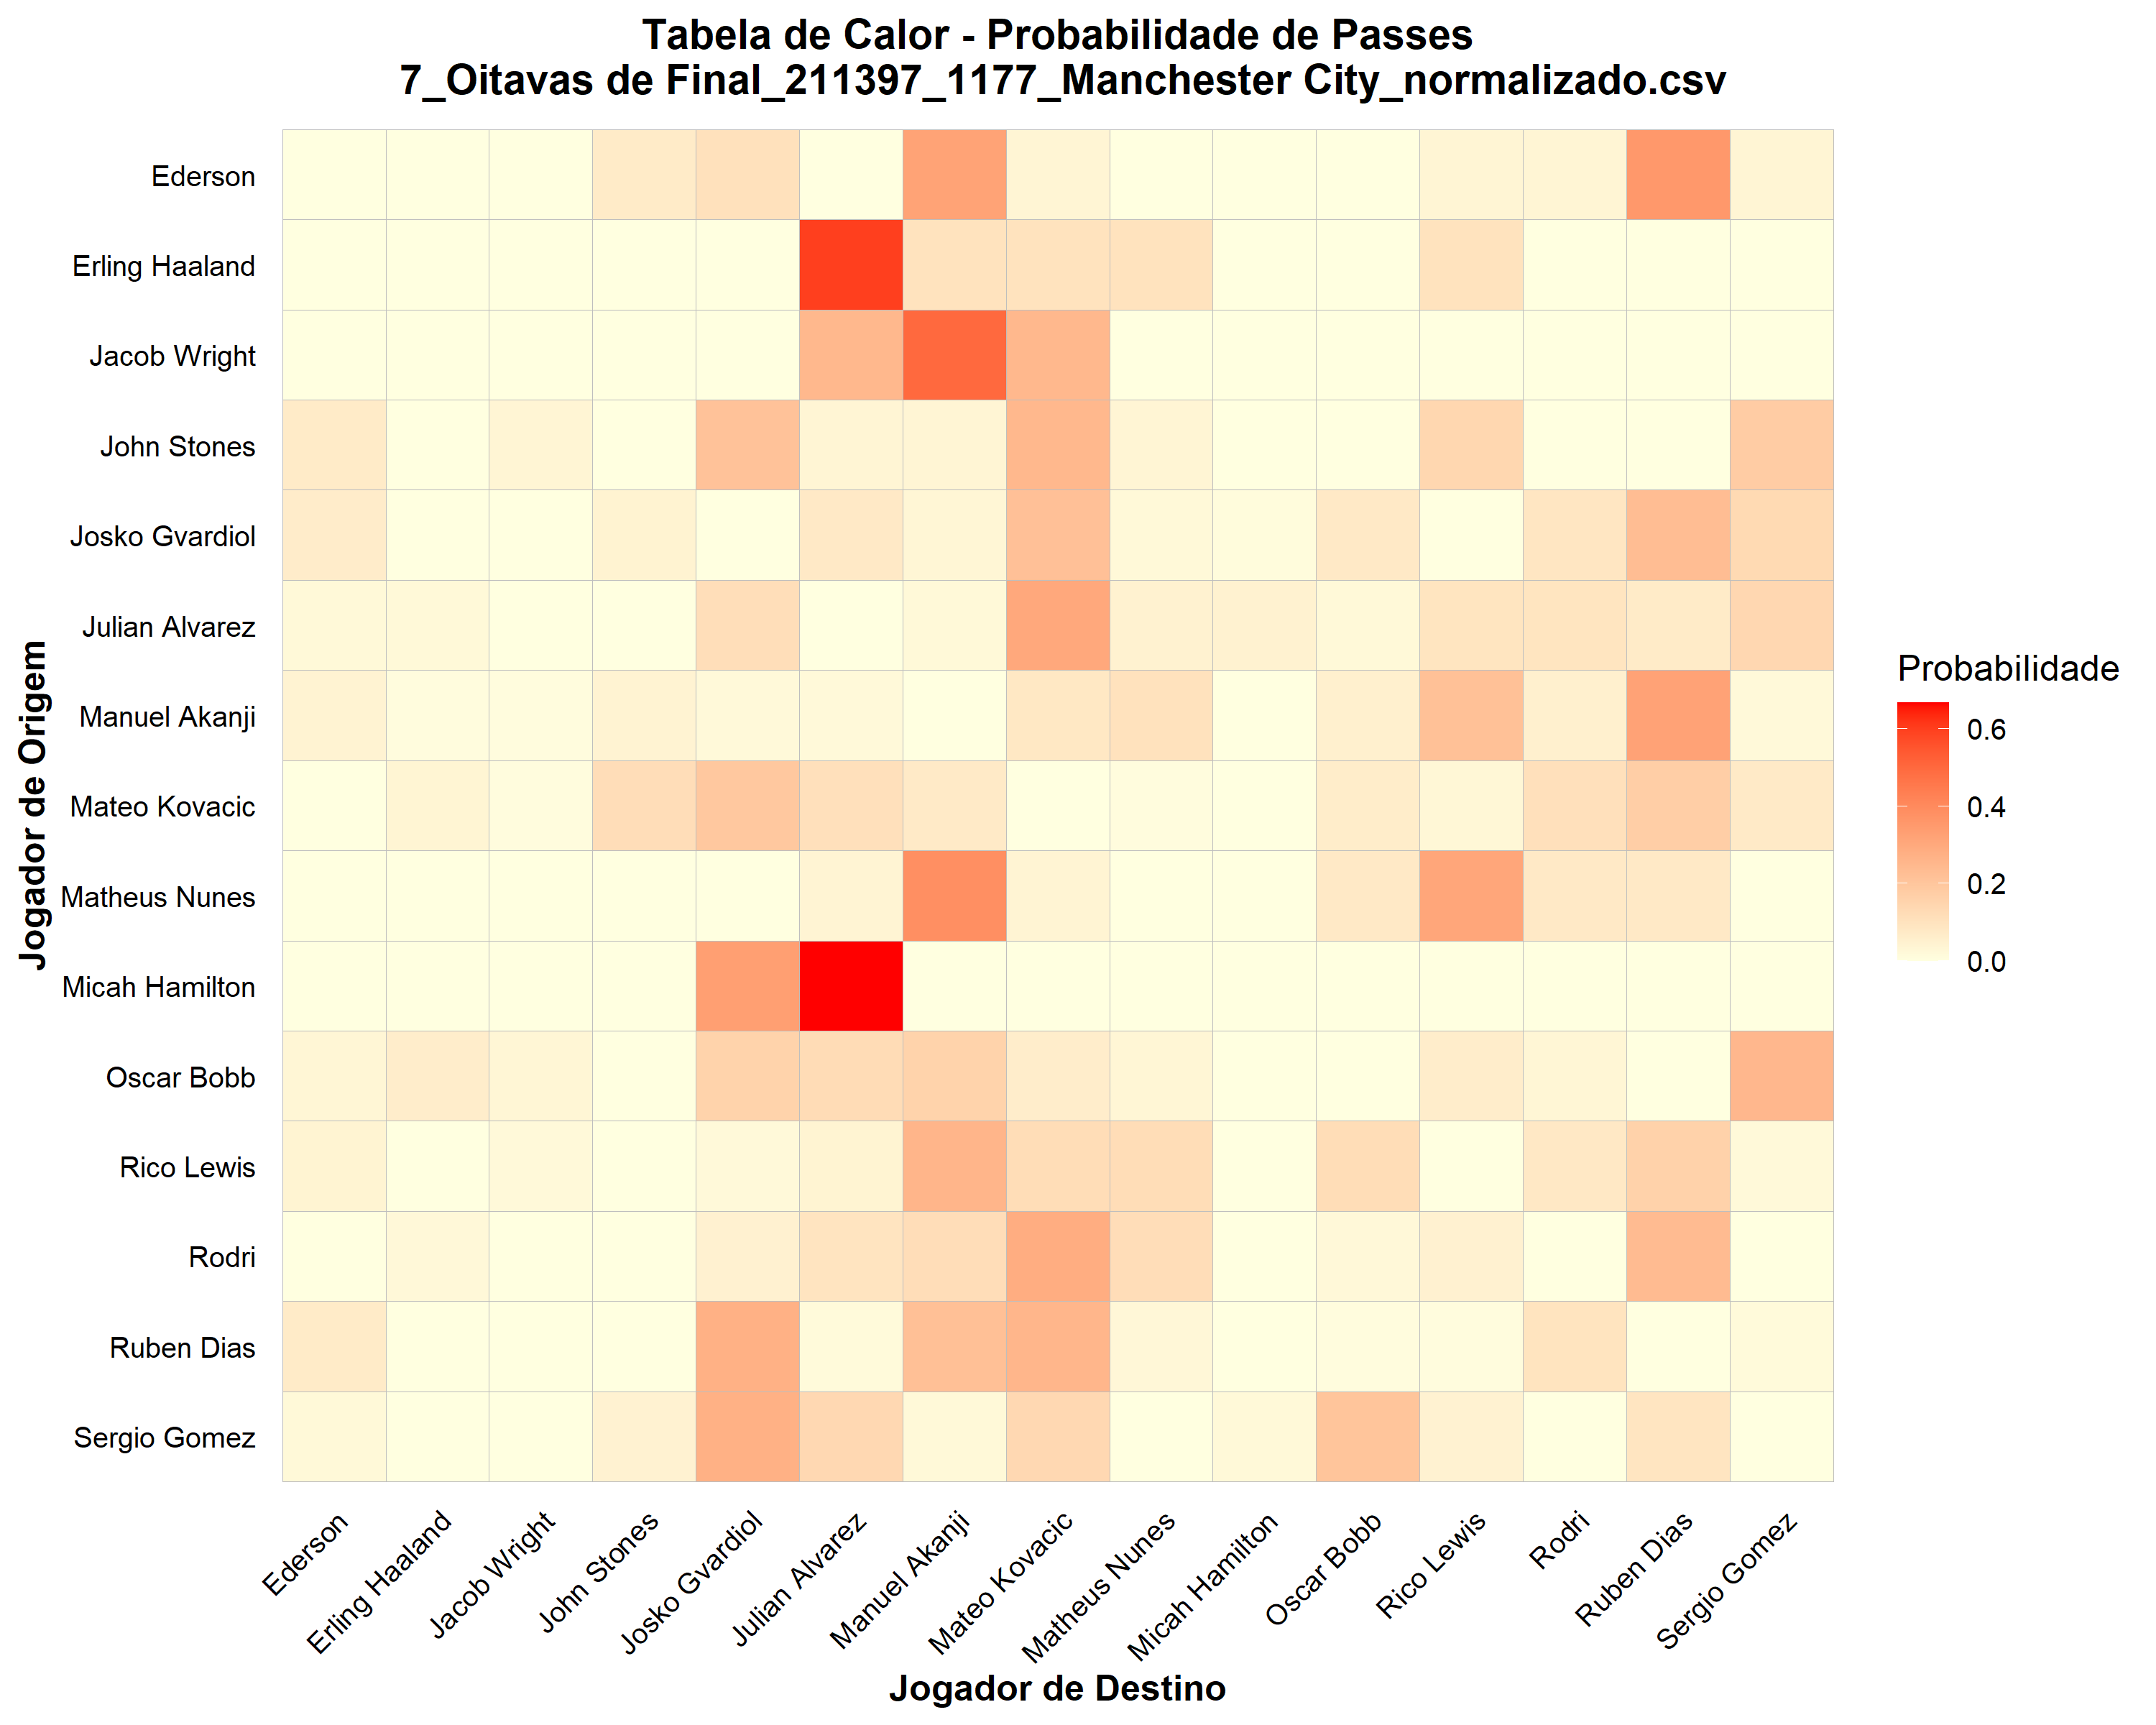 Tabela de Calor - Probabilidade de Passes
7_Oitavas de Final_211397_1177_Manchester City_normalizado.csv
Jogador de Origem
Ederson
Erling Haaland
Jacob Wright
John Stones
Josko Gvardiol
Julian Alvarez
Manuel Akanji
Mateo Kovacic
Matheus Nunes
Micah Hamilton
Oscar Bobb
Rico Lewis
Rodri
Ruben Dias
Sergio Gomez
Ederson
Erling Haaland
Jacob Wright
John Stones
Josko Gvardiol
Julian Alvarez
Manuel Akanji
Mateo Kovacic
Matheus Nunes
Micah Hamilton
Oscar Bobb
Rico Lewis
Rodri
Ruben Dias
Sergio Gomez
Jogador de Destino
Probabilidade
0.6
0.4
0.2
0.0